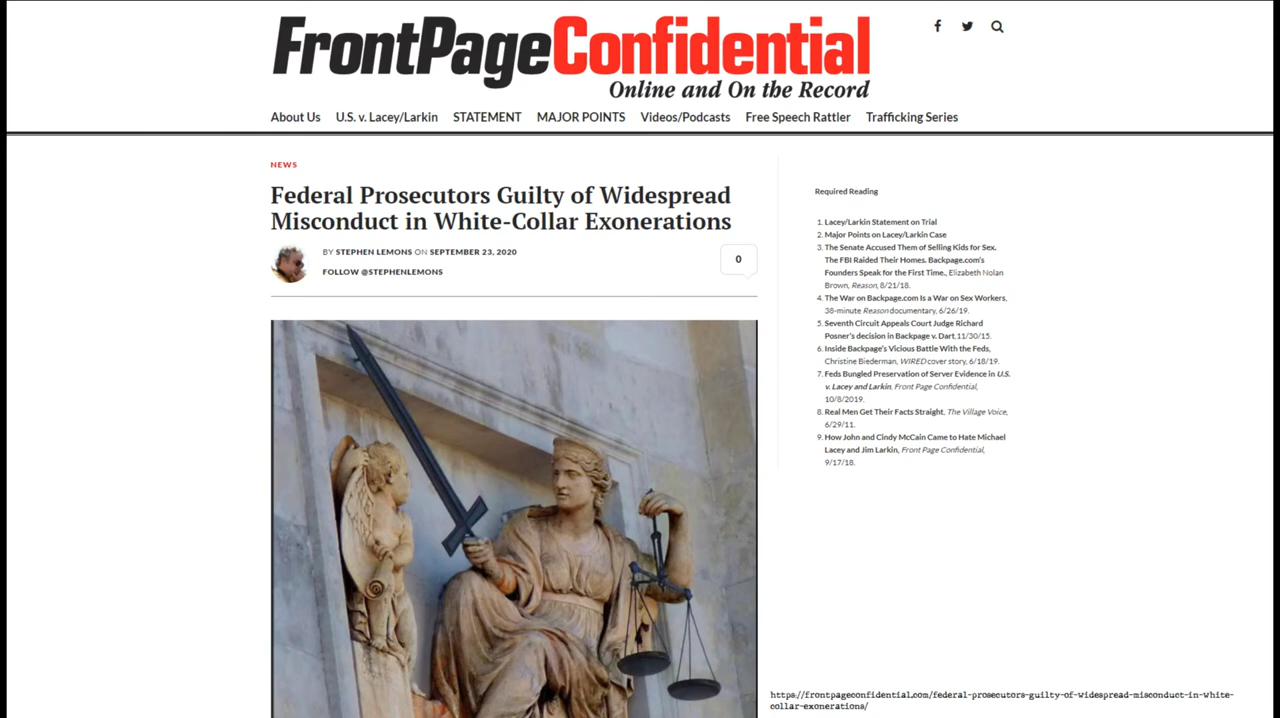 FrontPageConfidential
Online and On the Record
About Us U.S. v. Lacey/Larkin STATEMENT MAJOR POINTS Videos/Podcasts Free Speech Rattler Trafficking Series
NEWS
Federal Prosecutors Guilty of Widespread
Misconduct in White-Collar Exonerations
BY STEPHEN LEMONS ON SEPTEMBER 23, 2020
FOLLOW @STEPHENLEMONS
0
Required Reading
1. Lacey/Larkin Statement on Trial
2. Major Points on Lacey/Larkin Case
3. The Senate Accused Them of Selling Kids for Sex.
The FBI Raided Their Homes. Backpage.com's
Founders Speak for the First Time., Elizabeth Nolan
Brown, Reason, 8/21/18.
4. The War on Backpage.com Is a War on Sex Workers,
38-minute Reason documentary, 6/26/19.
5. Seventh Circuit Appeals Court Judge Richard
Posner's decision in Backpage v. Dart, 11/30/15.
6. Inside Backpage's Vicious Battle With the Feds,
Christine Biederman, WIRED cover story, 6/18/19.
7. Feds Bungled Preservation of Server Evidence in U.S.
v. Lacey and Larkin, Front Page Confidential,
10/8/2019.
8. Real Men Get Their Facts Straight, The Village Voice,
6/29/11.
9. How John and Cindy McCain Came to Hate Michael
Lacey and Jim Larkin, Front Page Confidential,
9/17/18.
https://frontpageconfidential.com/federal-prosecutors-guilty-of-widespread-misconduct-in-white-
collar-exonerations/